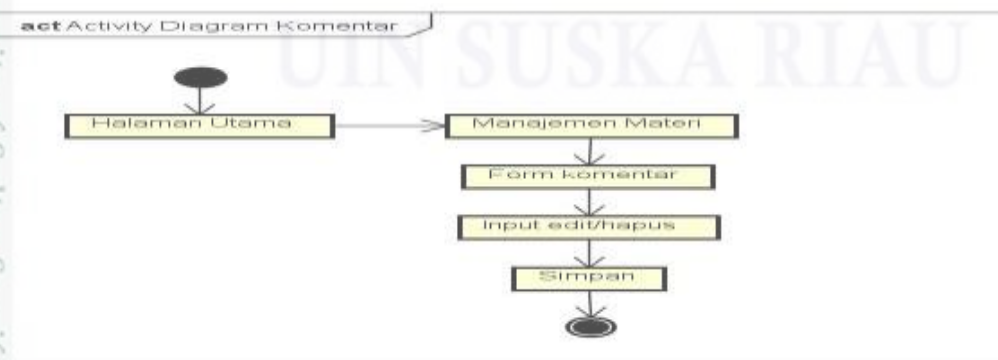 act Activity Diagram Komentar
UIN SUSKA RIAU
Halaman Utama
Manajemen Materi
Form komentar
Input edit/hapus
Simpan